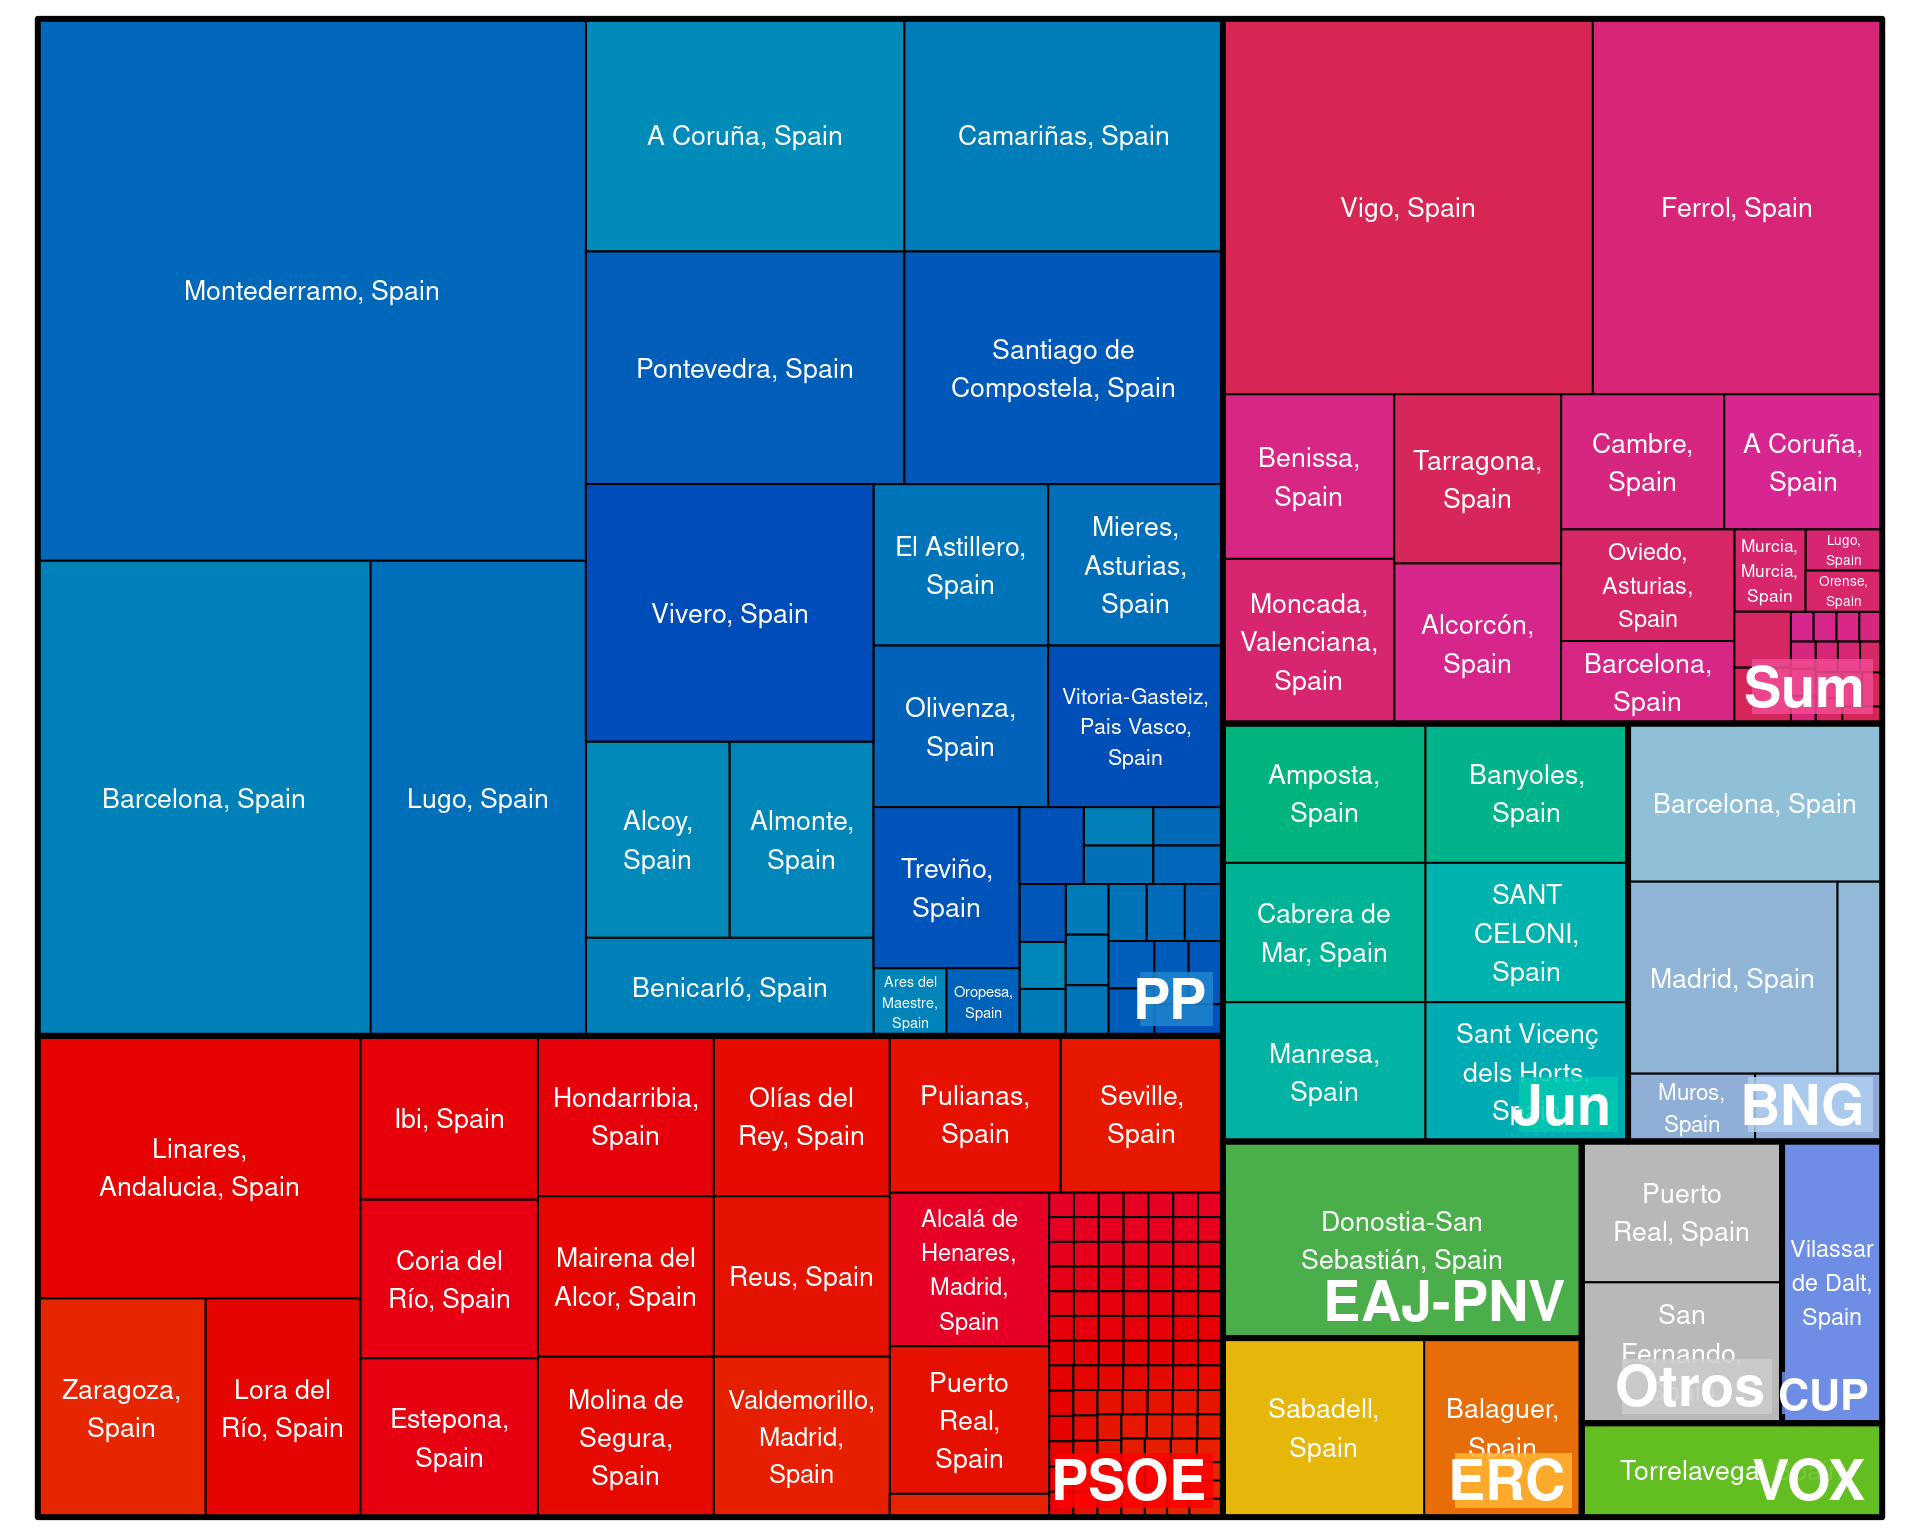 Montederramo, Spain
A Coruña, Spain
Camariñas, Spain
Pontevedra, Spain
Santiago de
Compostela, Spain
Barcelona, Spain
Lugo, Spain
Vivero, Spain
El Astillero,
Spain
Mieres,
Asturias,
Spain
Olivenza,
Spain
Vitoria-Gasteiz,
Pais Vasco,
Spain
Alcoy,
Spain
Almonte,
Spain
Benicarló, Spain
Treviño,
Spain
Ares del
Maestre,
Spain
Oropesa,
Spain
PP
Vigo, Spain
Ferrol, Spain
Benissa,
Spain
Tarragona,
Spain
Cambre,
Spain
A Coruña,
Spain
Moncada,
Valenciana,
Spain
Alcorcón,
Spain
Oviedo,
Asturias,
Spain
Barcelona,
Spain
Murcia,
Murcia,
Spain
Lugo,
Spain
Orense,
Spain
Sum
Amposta,
Spain
Banyoles,
Spain
Cabrera de
Mar, Spain
SANT
CELONI,
Spain
Manresa,
Spain
Sant Vicenç
dels Horts,
Spain
Jun
Barcelona, Spain
Madrid, Spain
Muros,
Spain
BNG
Linares,
Andalucia, Spain
Zaragoza,
Spain
Lora del
Río, Spain
Ibi, Spain
Coria del
Río, Spain
Estepona,
Spain
Hondarribia,
Spain
Mairena del
Alcor, Spain
Molina de
Segura,
Spain
Olías del
Rey, Spain
Reus, Spain
Valdemorillo,
Madrid,
Spain
Pulianas,
Spain
Seville,
Spain
Alcalá de
Henares,
Madrid,
Spain
Puerto
Real,
Spain
PSOE
Donostia-San
Sebastián, Spain
EAJ-PNV
Sabadell,
Spain
Balaguer,
Spain
ERC
Puerto
Real, Spain
San
Fernando,
Otros
Vilassar
de Dalt,
Spain
CUP
Torrelavega
VOX